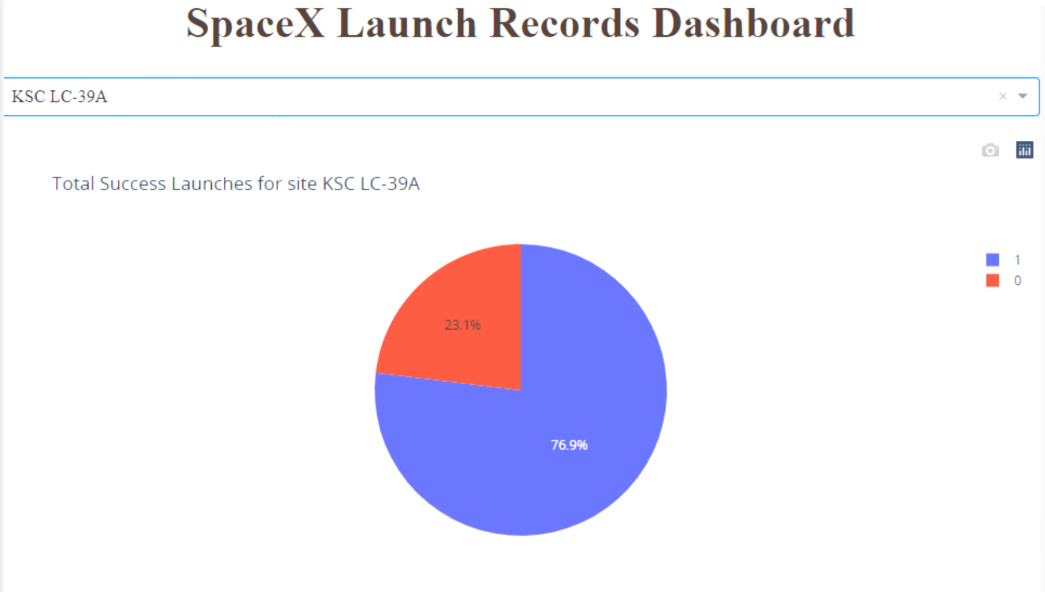 SpaceX Launch Records Dashboard
KSC LC-39A
Total Success Launches for site KSC LC-39A
1
0
23.1%
76.9%